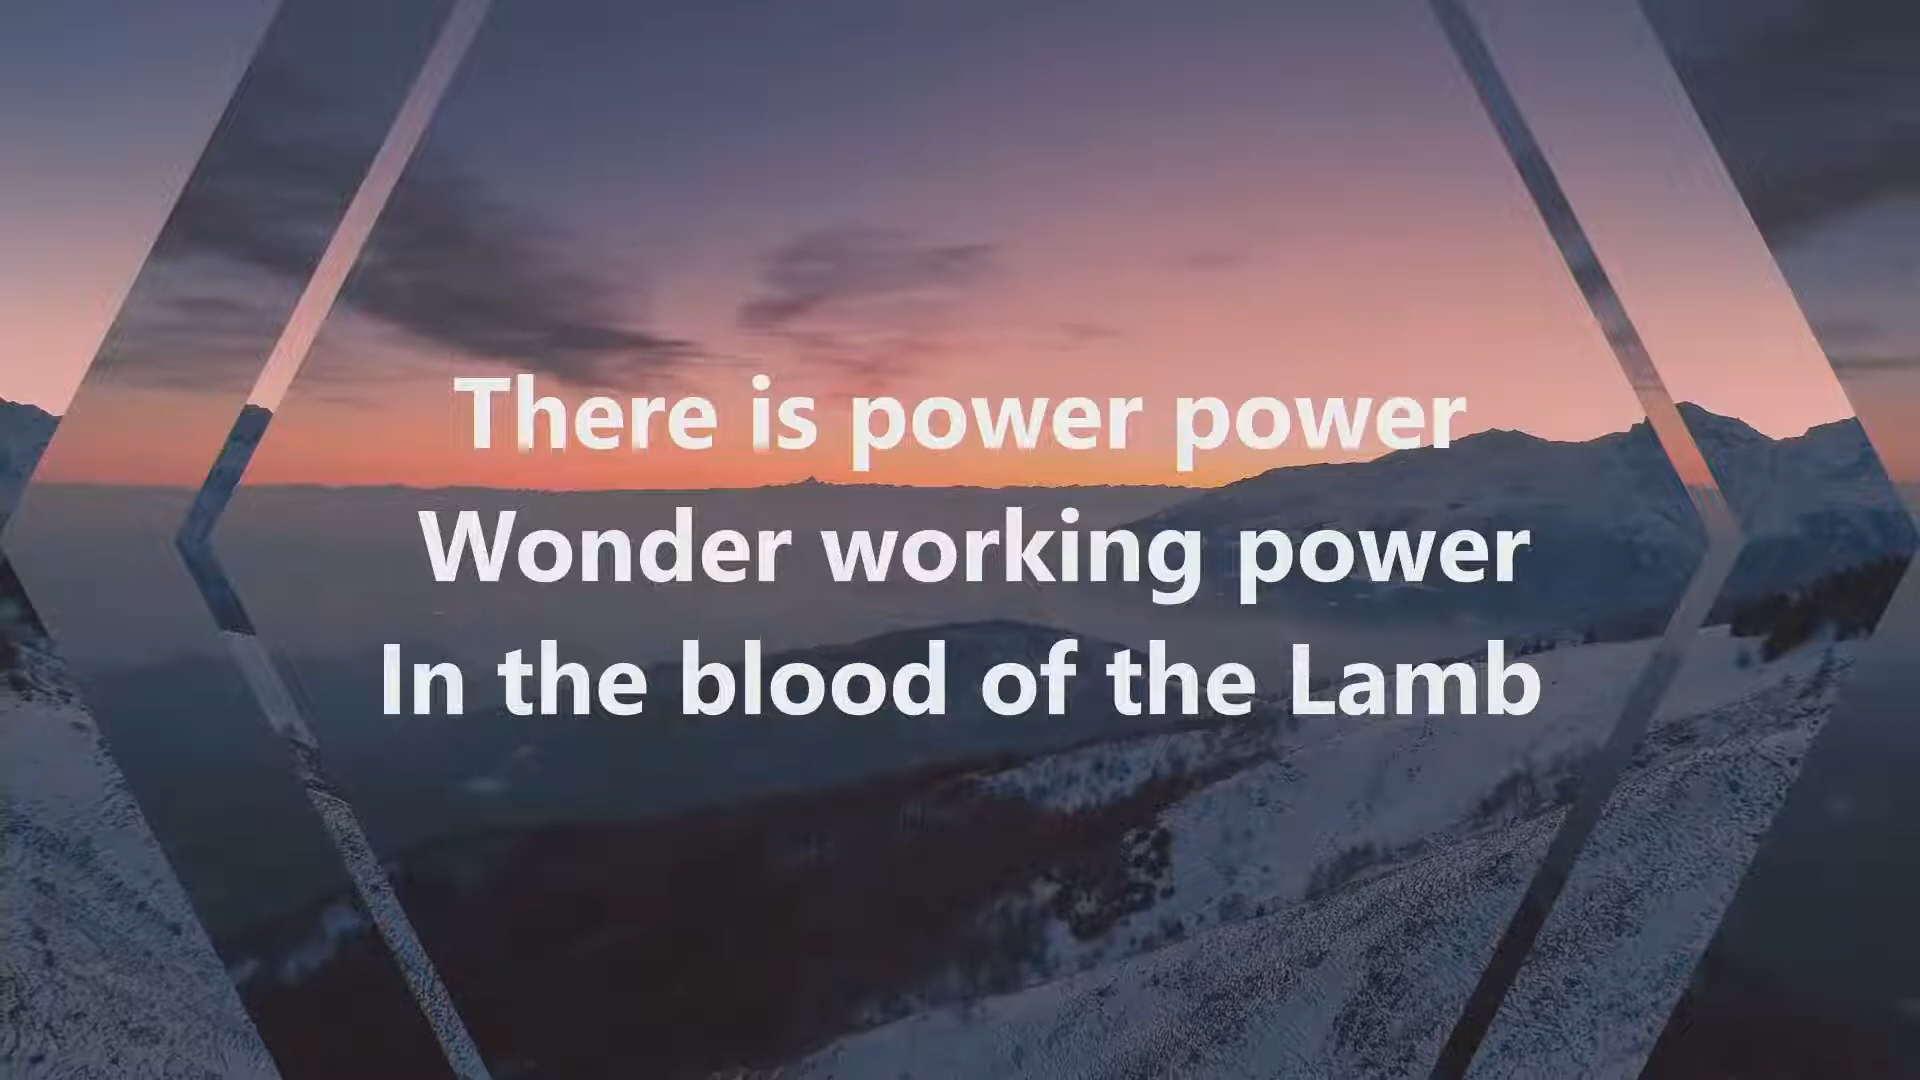 There is power power
Wonder working power
In the blood of the Lamb